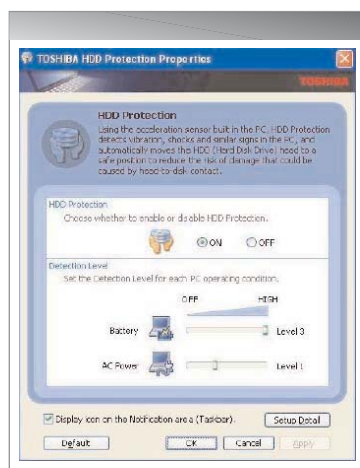 TOSHIBA HDD Protection Properties
TOSHIBA
HDD Protection
Using the acceleration sensor built in the PC, HDD Protection
detects vibration, shocks and similar signs in the PC, and
automatically moves the HDD (Hard Disk Drive) head to a
safe position to reduce the risk of damage that could be
caused by head-to-disk contact.
HDD Protection
Choose whether to enable or disable HDD Protection.
ON OFF
Detection Level
Set the Detection Level for each PC operating condition.
OFF HIGH
Battery Level 3
AC Power Level 1
Display icon on the Notification area (Taskbar). Setup Detail
Default OK Cancel Apply